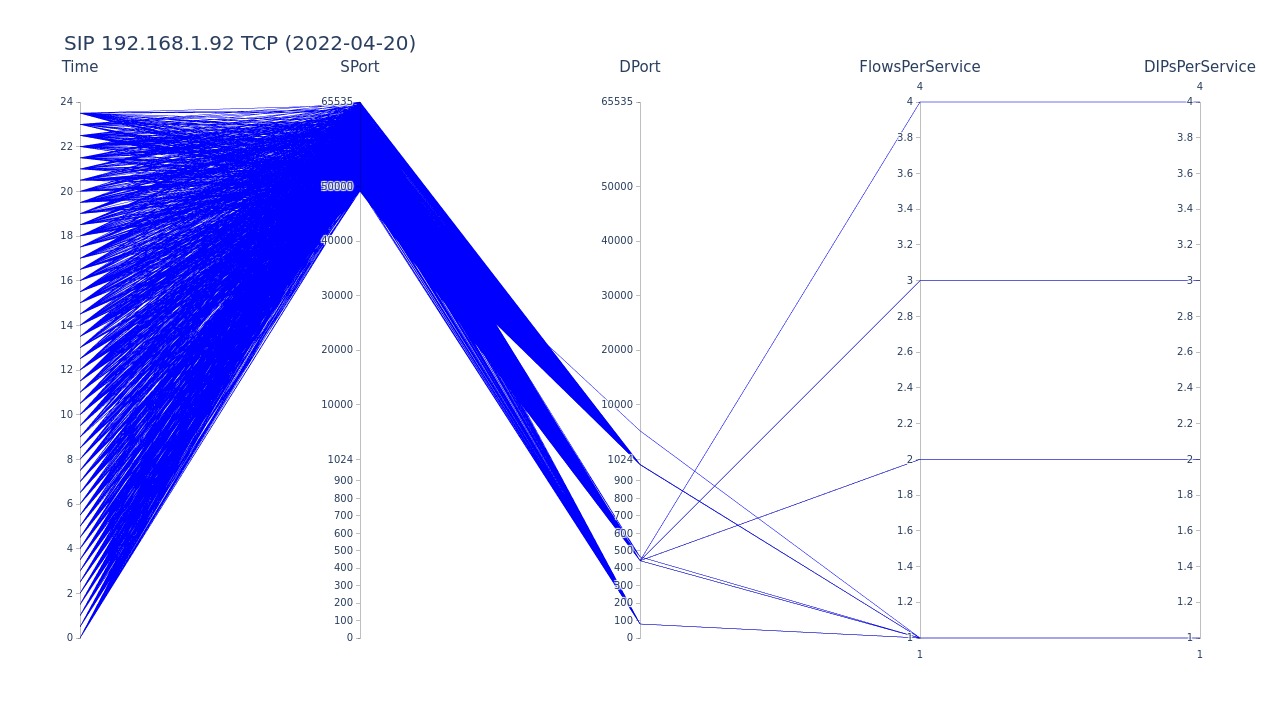 SIP 192.168.1.92 TCP (2022-04-20)
Time SPort DPort FlowsPerService DIPsPerService
4 4
24 65535 65535 4 4
3.8 3.8
22
3.6 3.6
20 50000 50000
3.4 3.4
18 40000 40000 3.2 3.2
16 30000 30000 3 3
14 2.8 2.8
20000 20000 2.6 2.6
12
2.4 2.4
10 10000 10000
2.2 2.2
8 1024 1024 2 2
900 900
800 800 1.8 1.8
6 700 700
600 600 1.6 1.6
4 500 500
400 400 1.4 1.4
2 300 300
200 200 1.2 1.2
100 100
0 0 0 1 1
1 1